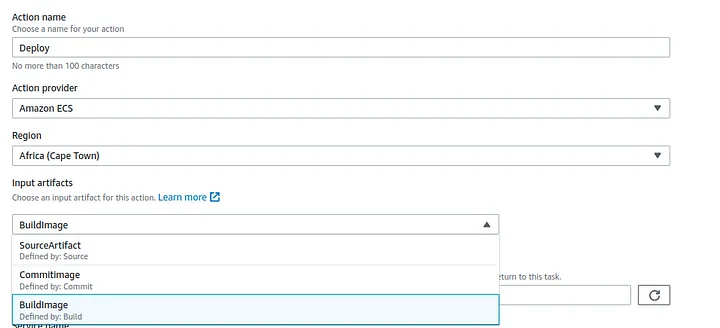 Action name
Choose a name for your action
Deploy
No more than 100 characters
Action provider
Amazon ECS
Region
Africa (Cape Town)
Input artifacts
Choose an input artifact for this action. Learn more
BuildImage
SourceArtifact
Defined by: Source
CommitImage
Defined by: Commit
to this task.
BuildImage
Defined by: Build
Service name